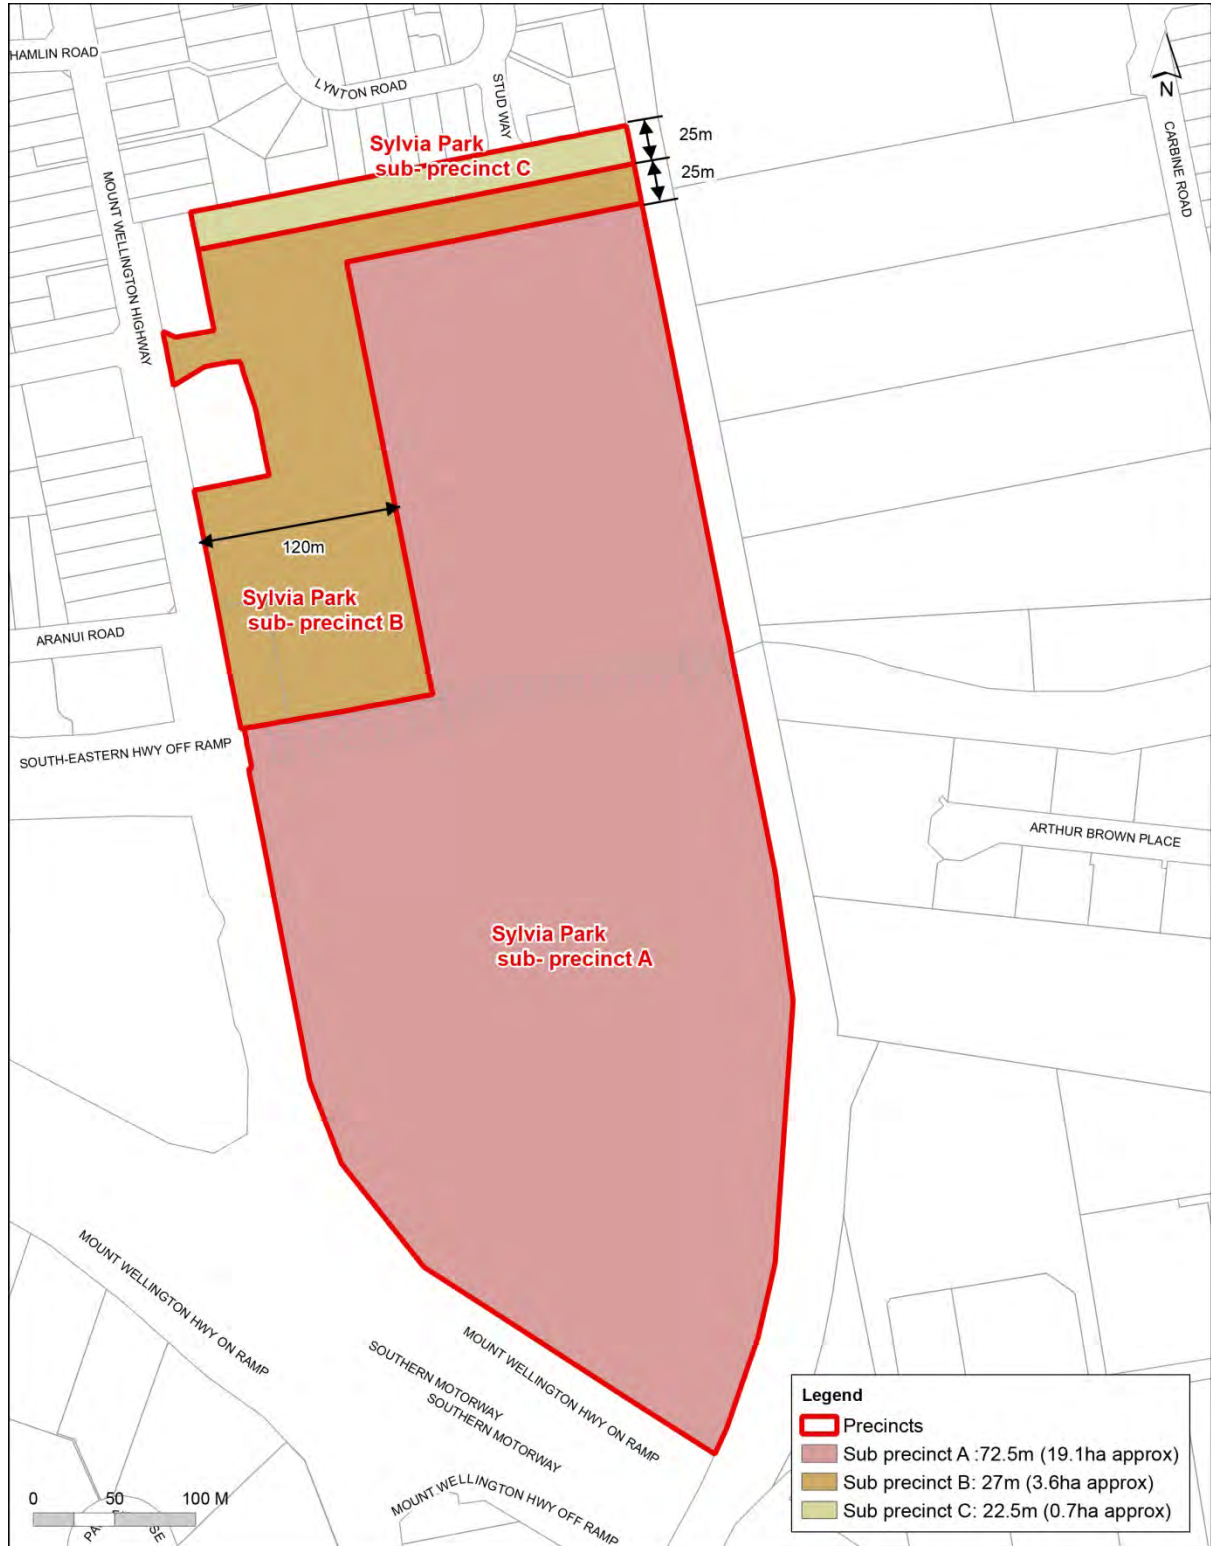 HAMLIN ROAD
LYNTON ROAD
STUD WAY
N
CARBINE ROAD
Sylvia Park
sub- precinct C
25m
25m
MOUNT WELLINGTON HIGHWAY
120m
Sylvia Park
sub- precinct B
ARANUI ROAD
SOUTH-EASTERN HWY OFF RAMP
ARTHUR BROWN PLACE
Sylvia Park
sub- precinct A
MOUNT WELLINGTON HWY ON RAMP
MOUNT WELLINGTON HWY ON RAMP
SOUTHERN MOTORWAY
SOUTHERN MOTORWAY
MOUNT WELLINGTON HWY OFF RAMP
Legend
Precincts
Sub precinct A :72.5m (19.1ha approx)
Sub precinct B: 27m (3.6ha approx)
Sub precinct C: 22.5m (0.7ha approx)
0 50 100 M